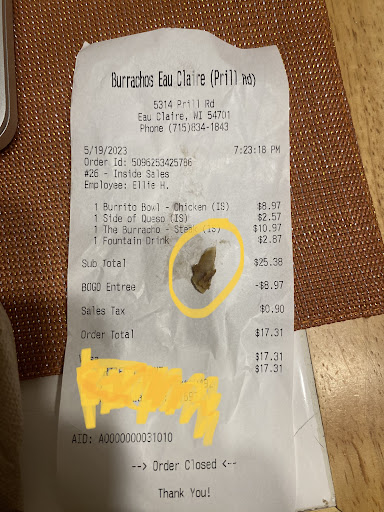 Burrachos Eau Claire (Prill Rd)
5314 Prill Rd
Eau Claire, WI 54701
Phone (715)834-1843
5/19/2023 7:23:18 PM
Order Id: 5096253425786
#26 - Inside Sales
Employee: Ellie H.
1 Burrito Bowl - Chicken (IS) $8.97
1 Side of Queso (IS) $2.57
1 The Burracho - Steak (IS) $10.97
1 Fountain Drink $2.87
Sub Total $25.38
BOGO Entree -$8.97
Sales Tax $0.90
Order Total $17.31
$17.31
$17.31
AID: A0000000031010
--> Order Closed <--
Thank You!